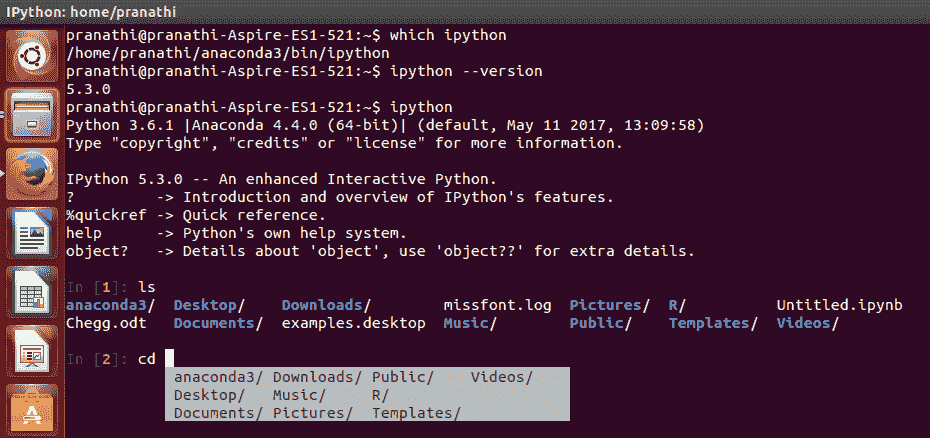 IPython: home/pranathi
pranathi@pranathi-Aspire-ES1-521:~$ which ipython
/home/pranathi/anaconda3/bin/ipython
pranathi@pranathi-Aspire-ES1-521:~$ ipython --version
5.3.0
pranathi@pranathi-Aspire-ES1-521:~$ ipython
Python 3.6.1 |Anaconda 4.4.0 (64-bit)| (default, May 11 2017, 13:09:58)
Type "copyright", "credits" or "license" for more information.
IPython 5.3.0 -- An enhanced Interactive Python.
?         -> Introduction and overview of IPython's features.
%quickref -> Quick reference.
help      -> Python's own help system.
object?   -> Details about 'object', use 'object??' for extra details.
In [1]: ls
anaconda3/  Desktop/    Downloads/        missfont.log  Pictures/  R/          Untitled.ipynb
Chegg.odt   Documents/  examples.desktop  Music/        Public/    Templates/  Videos/
In [2]: cd
anaconda3/ Downloads/ Public/    Videos/
Desktop/   Music/     R/
Documents/ Pictures/  Templates/